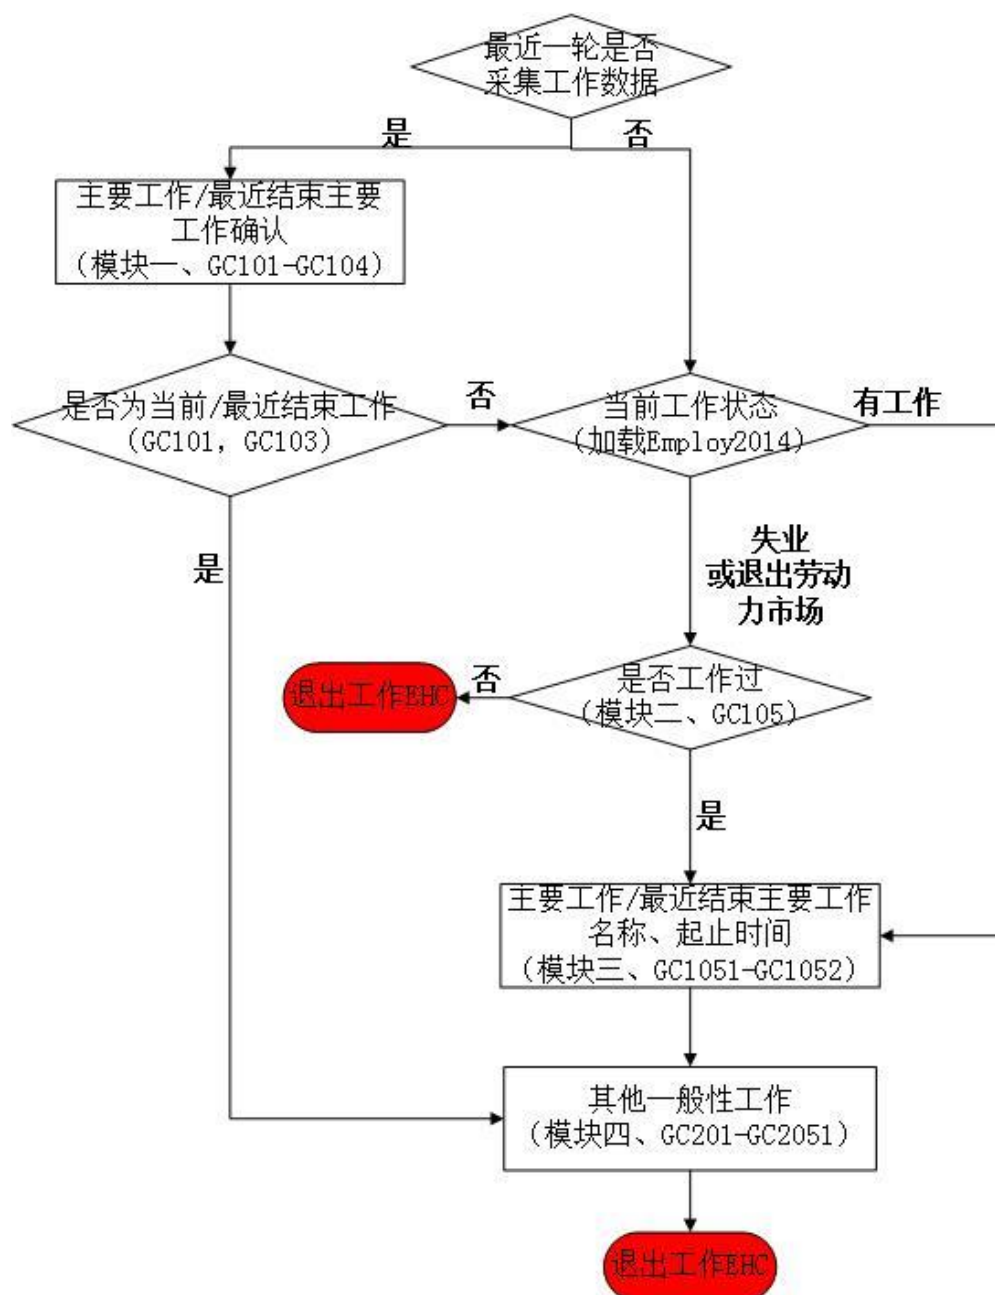 最近一轮是否
采集工作数据
是
否
主要工作/最近结束主要
工作确认
（模块一、GC101-GC104）
是否为当前/最近结束工作
（GC101，GC103）
否
当前工作状态
（加载Employ2014）
有工作
是
失业
或退出劳动
力市场
退出工作EHC
否
是否工作过
（模块二、GC105）
是
主要工作/最近结束主要工作
名称、起止时间
（模块三、GC1051-GC1052）
其他一般性工作
（模块四、GC201-GC2051）
退出工作EHC